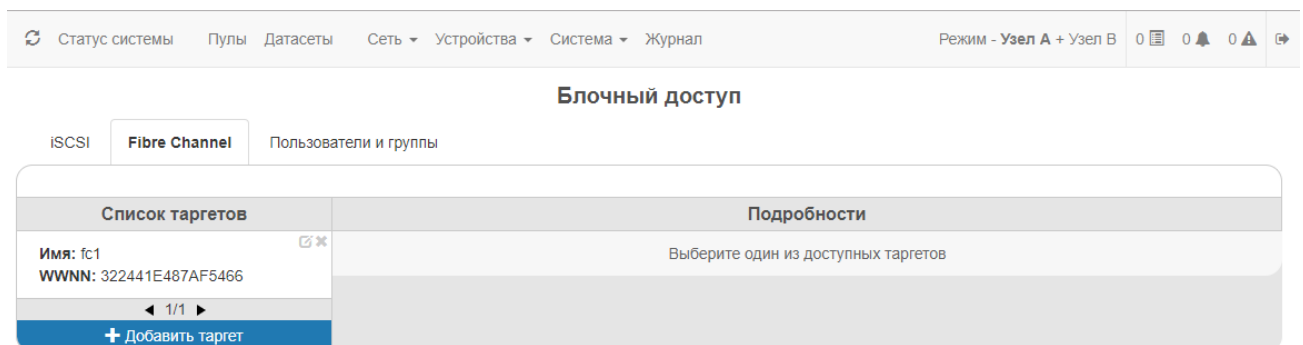 Статус системы Пулы Датасеты Сеть Устройства Система Журнал Режим - Узел А + Узел В 0 0 0
Блочный доступ
iSCSI Fibre Channel Пользователи и группы
Список таргетов Подробности
Имя: fc1
Выберите один из доступных таргетов
WWNN: 322441E487AF5466
1/1
Добавить таргет